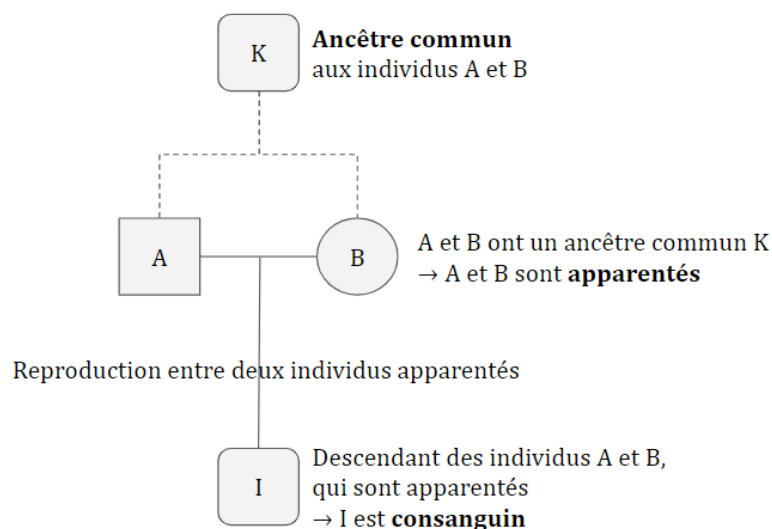 K
Ancêtre commun
aux individus A et B
A
B
A et B ont un ancêtre commun K
→ A et B sont apparentés
Reproduction entre deux individus apparentés
I
Descendant des individus A et B,
qui sont apparentés
→ I est consanguin